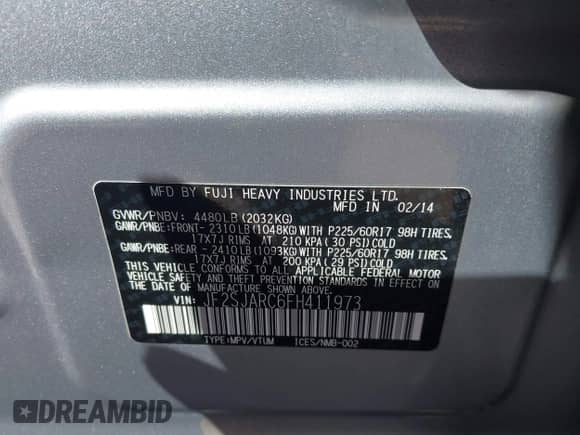 MFD BY FUJI HEAVY INDUSTRIES LTD.
MFD IN 02/14
GVWR/PNBV: 4480LB(2032KG)
GAWR/PNBE:FRONT- 2310LB(1048KG)WITH P225/60R17 98H TIRES.
17X7J RIMS AT 210 KPA( 30 PSI)COLD
GAWR/PNBE:REAR - 2410LB(1093KG)WITH P225/60R17 98H TIRES.
17X7J RIMS AT 200 KPA( 29 PSI)COLD
THIS VEHICLE CONFORMS TO ALL APPLICABLE FEDERAL MOTOR
VEHICLE SAFETY STANDARDS IN EFFECT ON THE DATE OF
MANUFACTURE SHOWN ABOVE.
VIN: JF2SJARC6FH411973
TYPE:MPV/VTUM ICES/NMB-002
DREAMBID